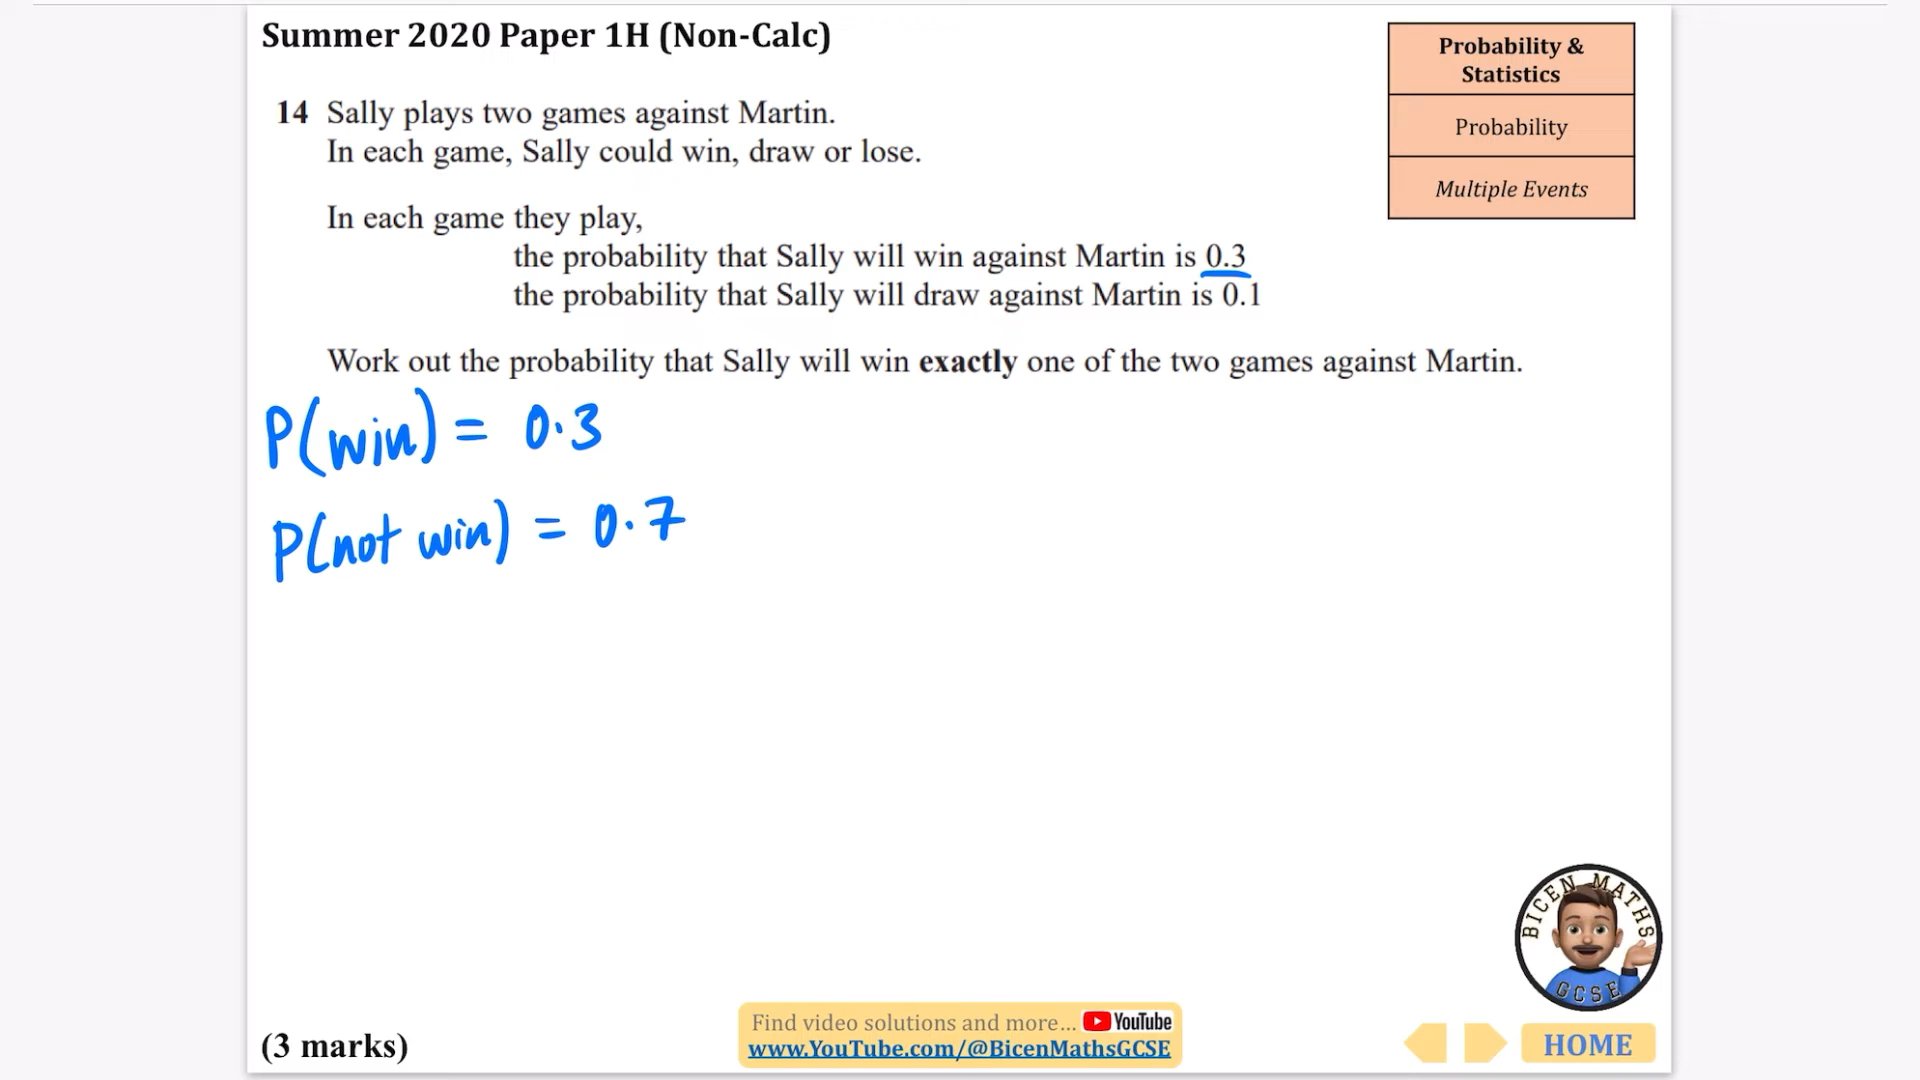 Summer 2020 Paper 1H (Non-Calc)
Probability &
Statistics
Probability
Multiple Events
14 Sally plays two games against Martin.
In each game, Sally could win, draw or lose.
In each game they play,
the probability that Sally will win against Martin is 0.3
the probability that Sally will draw against Martin is 0.1
Work out the probability that Sally will win exactly one of the two games against Martin.
P(win) = 0.3
P(not win) = 0.7
BICEN MATHS
GCSE
(3 marks)
Find video solutions and more... YouTube
www.YouTube.com/@BicenMathsGCSE
HOME